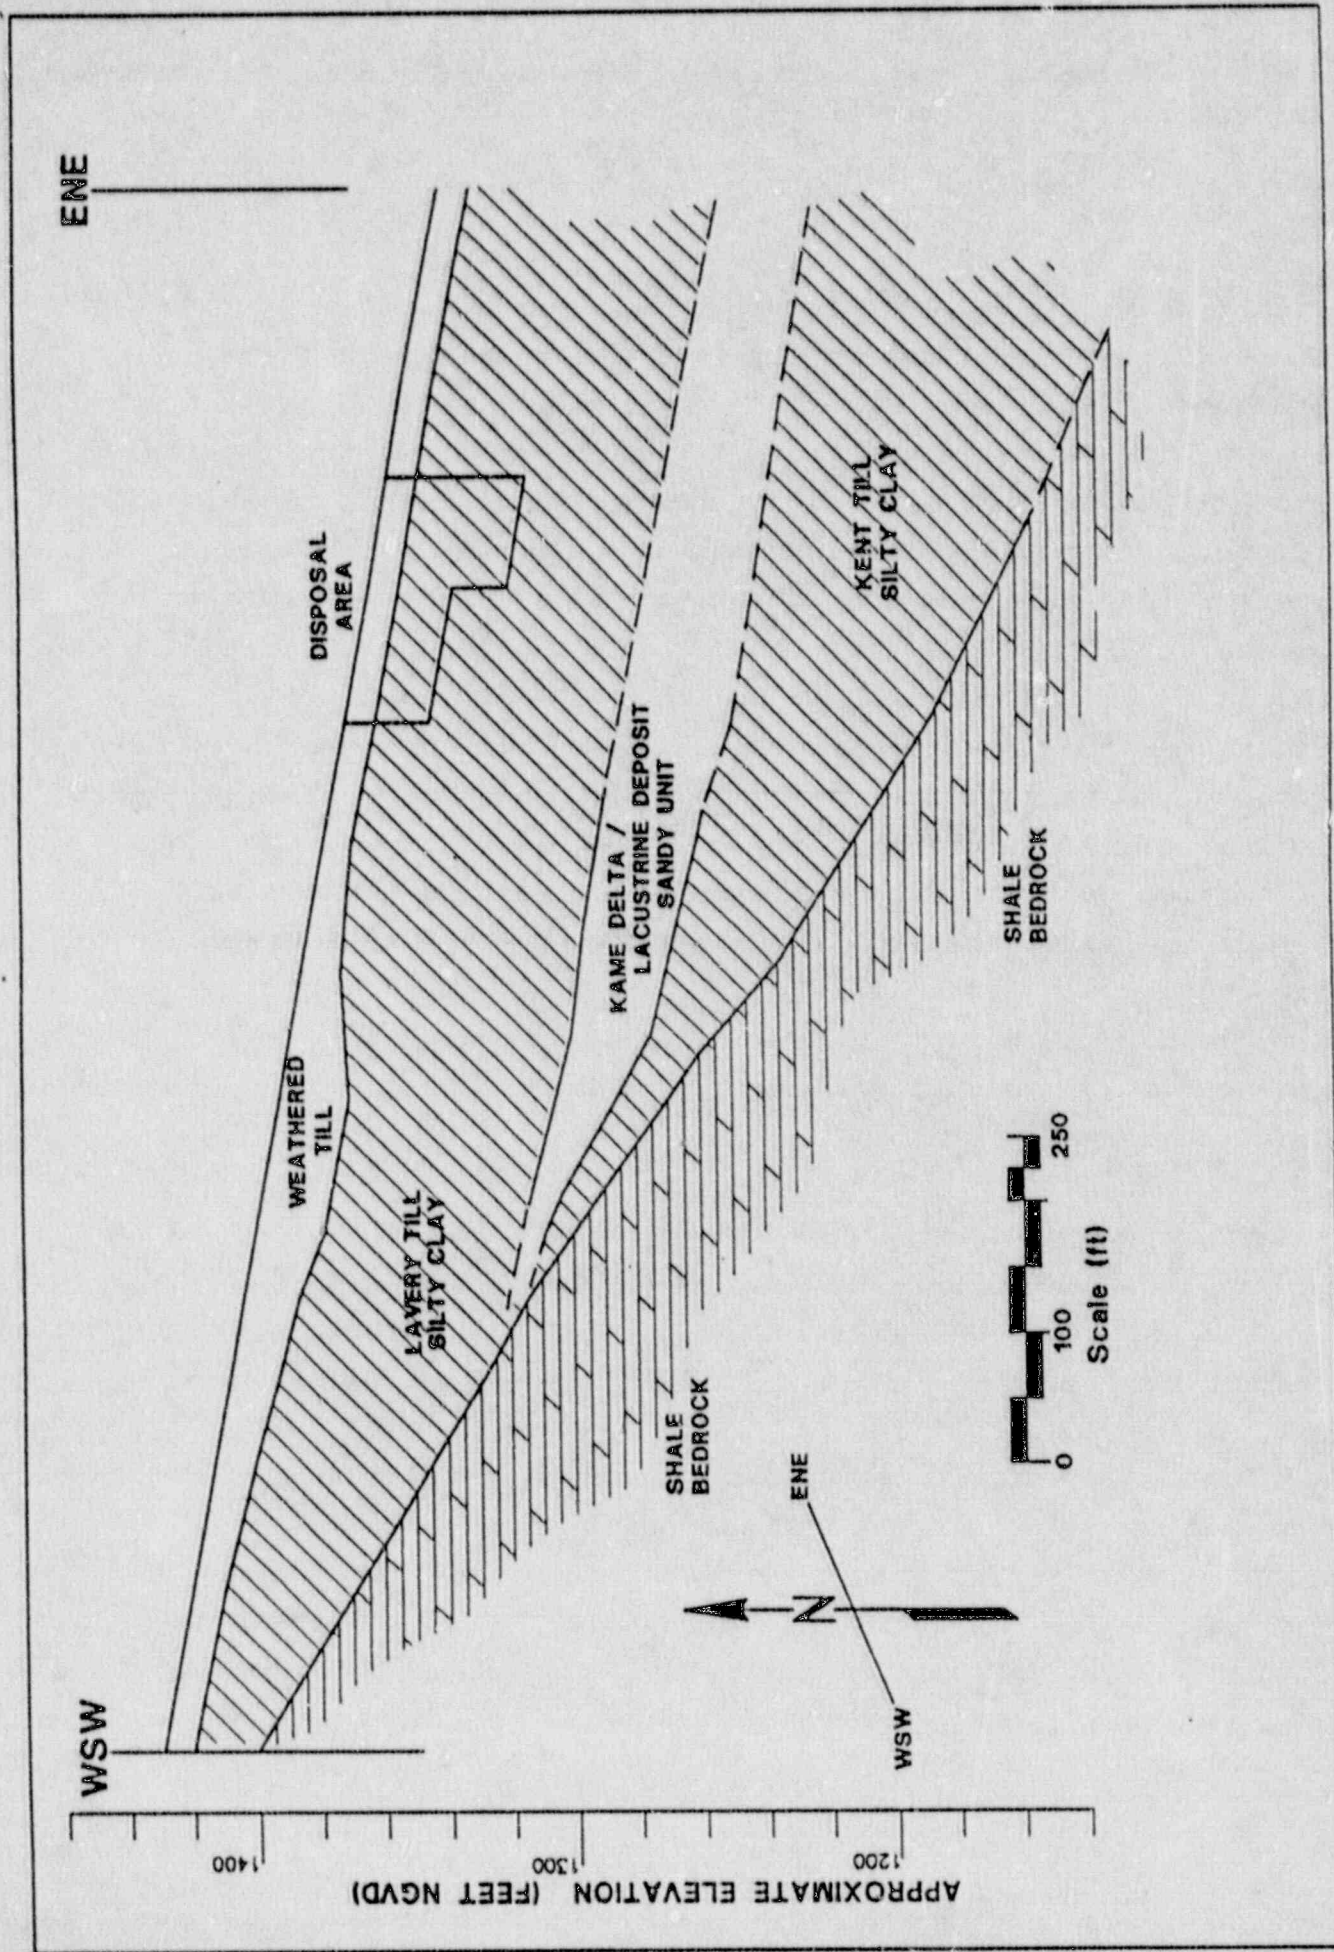 WSW
ENE
DISPOSAL
AREA
WEATHERED
TILL
LAVERY TILL
SILTY CLAY
KAME DELTA /
LACUSTRINE DEPOSIT
SANDY UNIT
KENT TILL
SILTY CLAY
SHALE
BEDROCK
SHALE
BEDROCK
APPROXIMATE ELEVATION (FEET NGVD)
1400
1300
1200
N
WSW
ENE
0
100
250
Scale (ft)